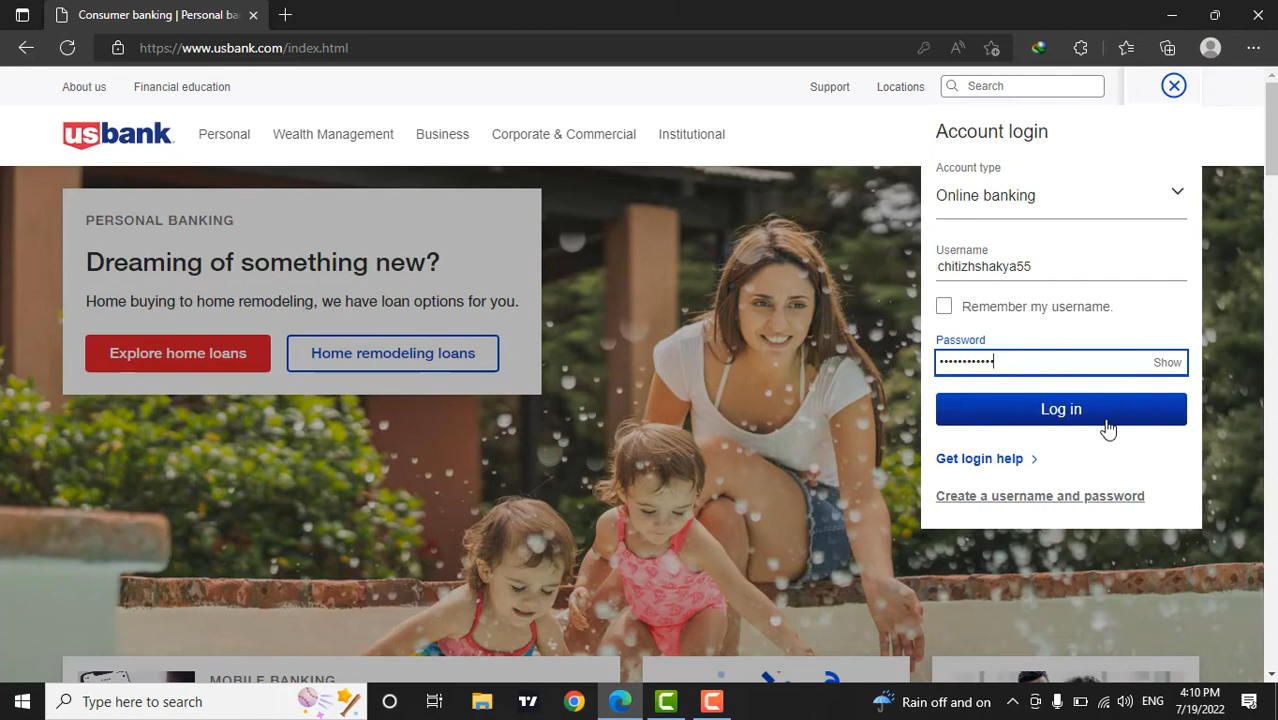 Consumer banking | Personal ba
https://www.usbank.com/index.html
About us
Financial education
Support
Locations
Search
usbank
Personal
Wealth Management
Business
Corporate & Commercial
Institutional
Account login
Account type
Online banking
Username
chitizhshakya55
Remember my username.
Password
••••••••••••
Show
Log in
Get login help
Create a username and password
PERSONAL BANKING
Dreaming of something new?
Home buying to home remodeling, we have loan options for you.
Explore home loans
Home remodeling loans
MOBILE BANKING
Type here to search
Rain off and on
ENG
4:10 PM
7/19/2022